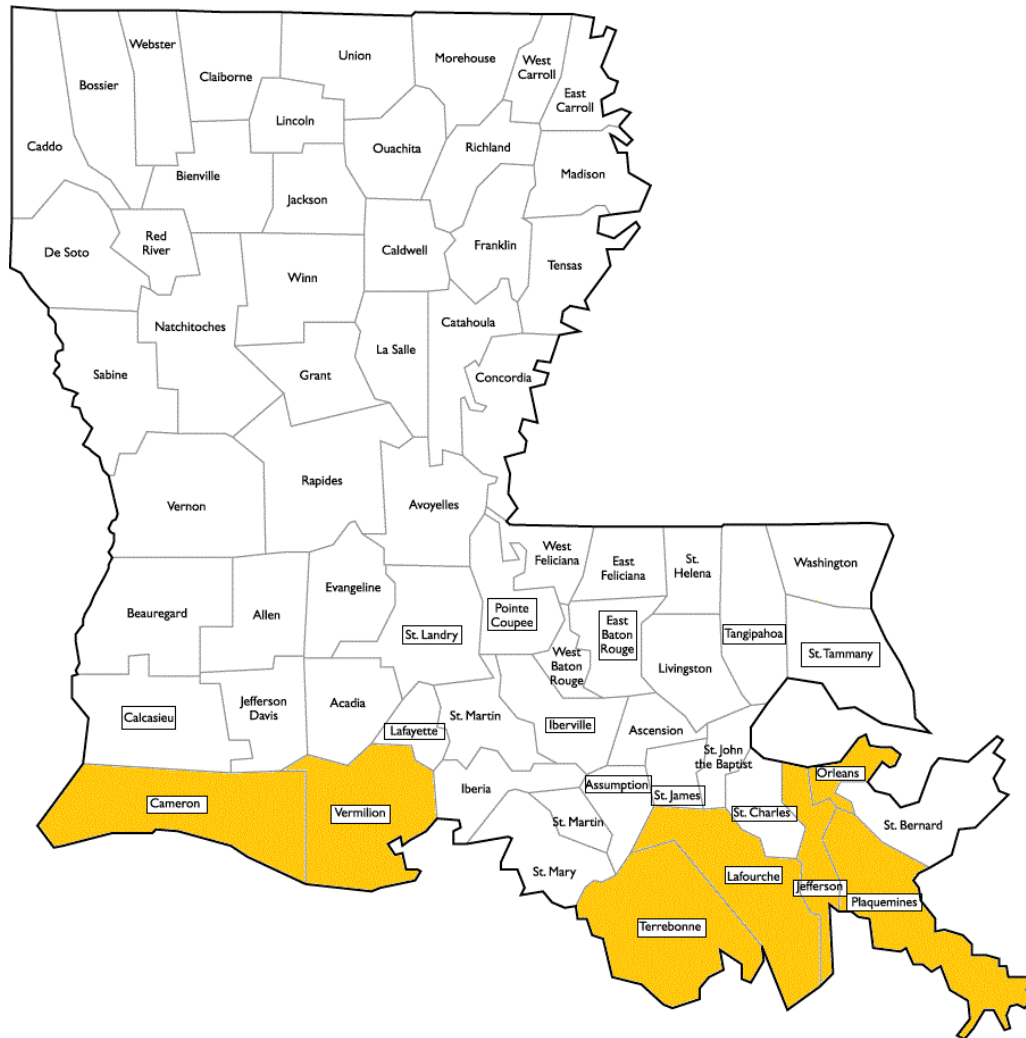 Webster
Union
Morehouse
West
Carroll
Claiborne
Bossier
East
Carroll
Lincoln
Caddo
Ouachita
Richland
Bienville
Madison
Jackson
Red
River
De Soto
Caldwell
Franklin
Tensas
Winn
Natchitoches
Catahoula
La Salle
Sabine
Grant
Concordia
Rapides
Vernon
Avoyelles
West
Feliciana
East
Feliciana
St.
Helena
Washington
Evangeline
Beauregard
Allen
Pointe
Coupee
St. Landry
East
Baton
Rouge
Tangipahoa
St. Tammany
West
Baton
Rouge
Livingston
Jefferson
Davis
Acadia
Calcasieu
St. Martin
Lafayette
Iberville
Ascension
St. John
the Baptist
Orleans
Iberia
Assumption
St. James
Cameron
Vermilion
St. Martin
St. Charles
St. Bernard
St. Mary
Lafourche
Jefferson
Plaquemines
Terrebonne